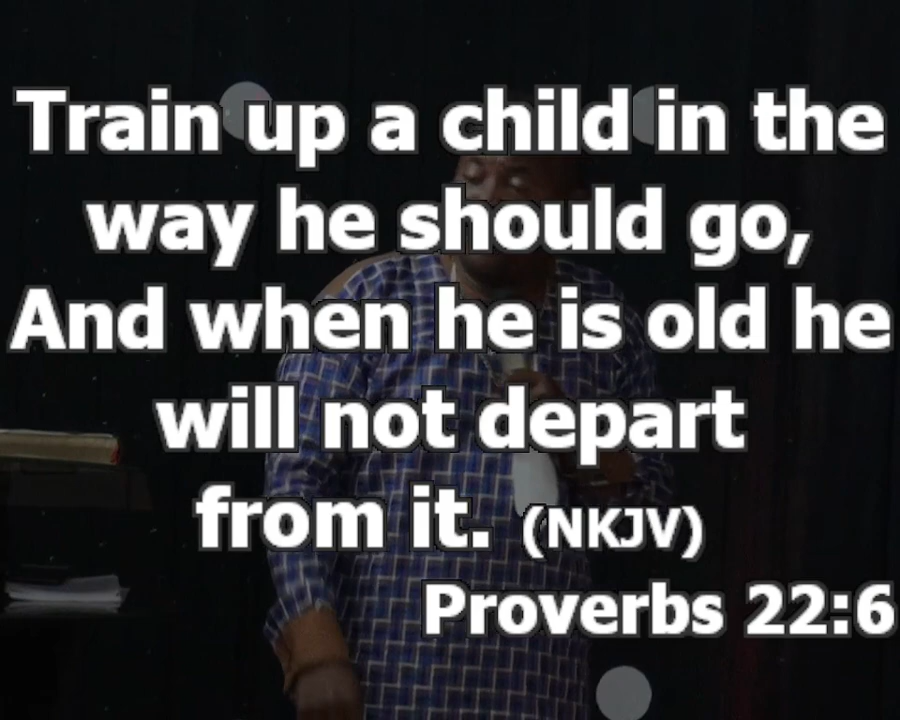 Train up a child in the
way he should go,
And when he is old he
will not depart
from it. (NKJV)
Proverbs 22:6